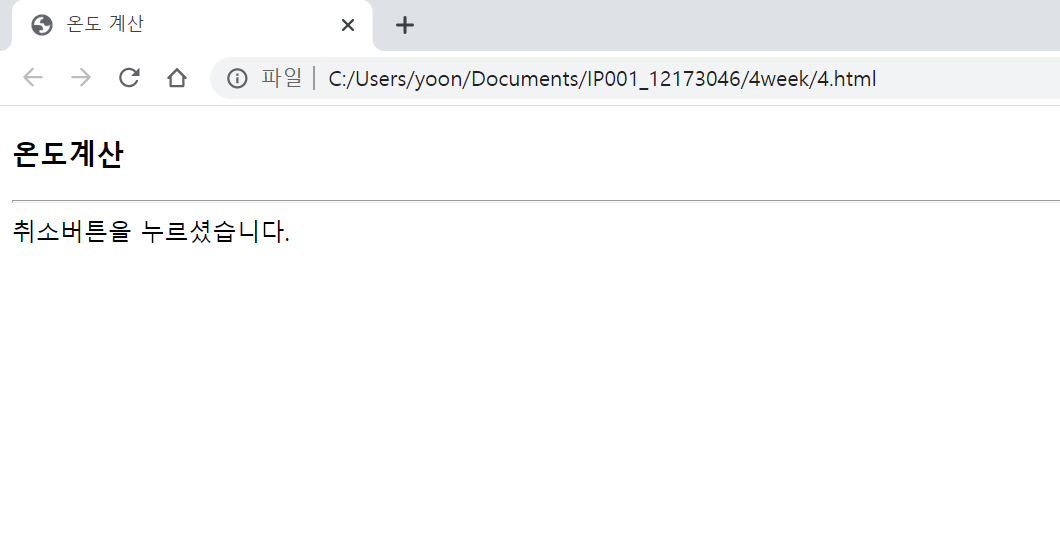 온도 계산
파일 C:/Users/yoon/Documents/IP001_12173046/4week/4.html
온도계산
취소버튼을 누르셨습니다.